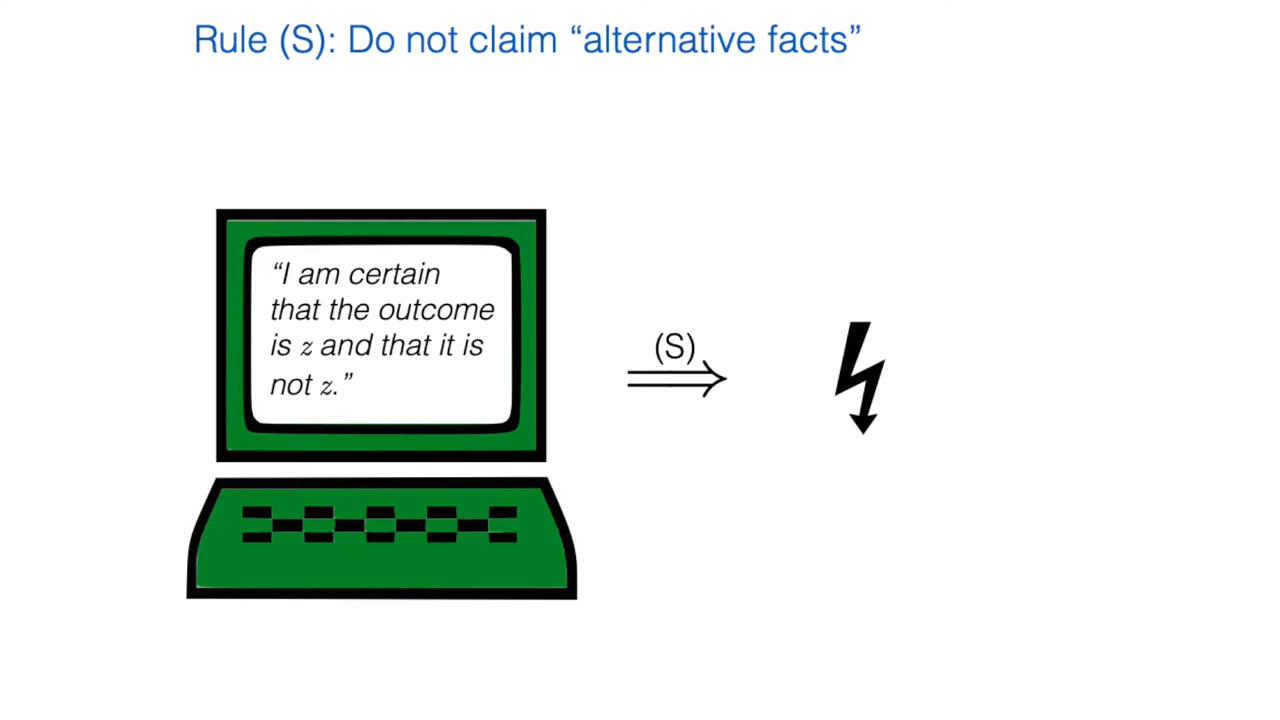 Rule (S): Do not claim “alternative facts”
“I am certain
that the outcome
is z and that it is
not z.”
(S)